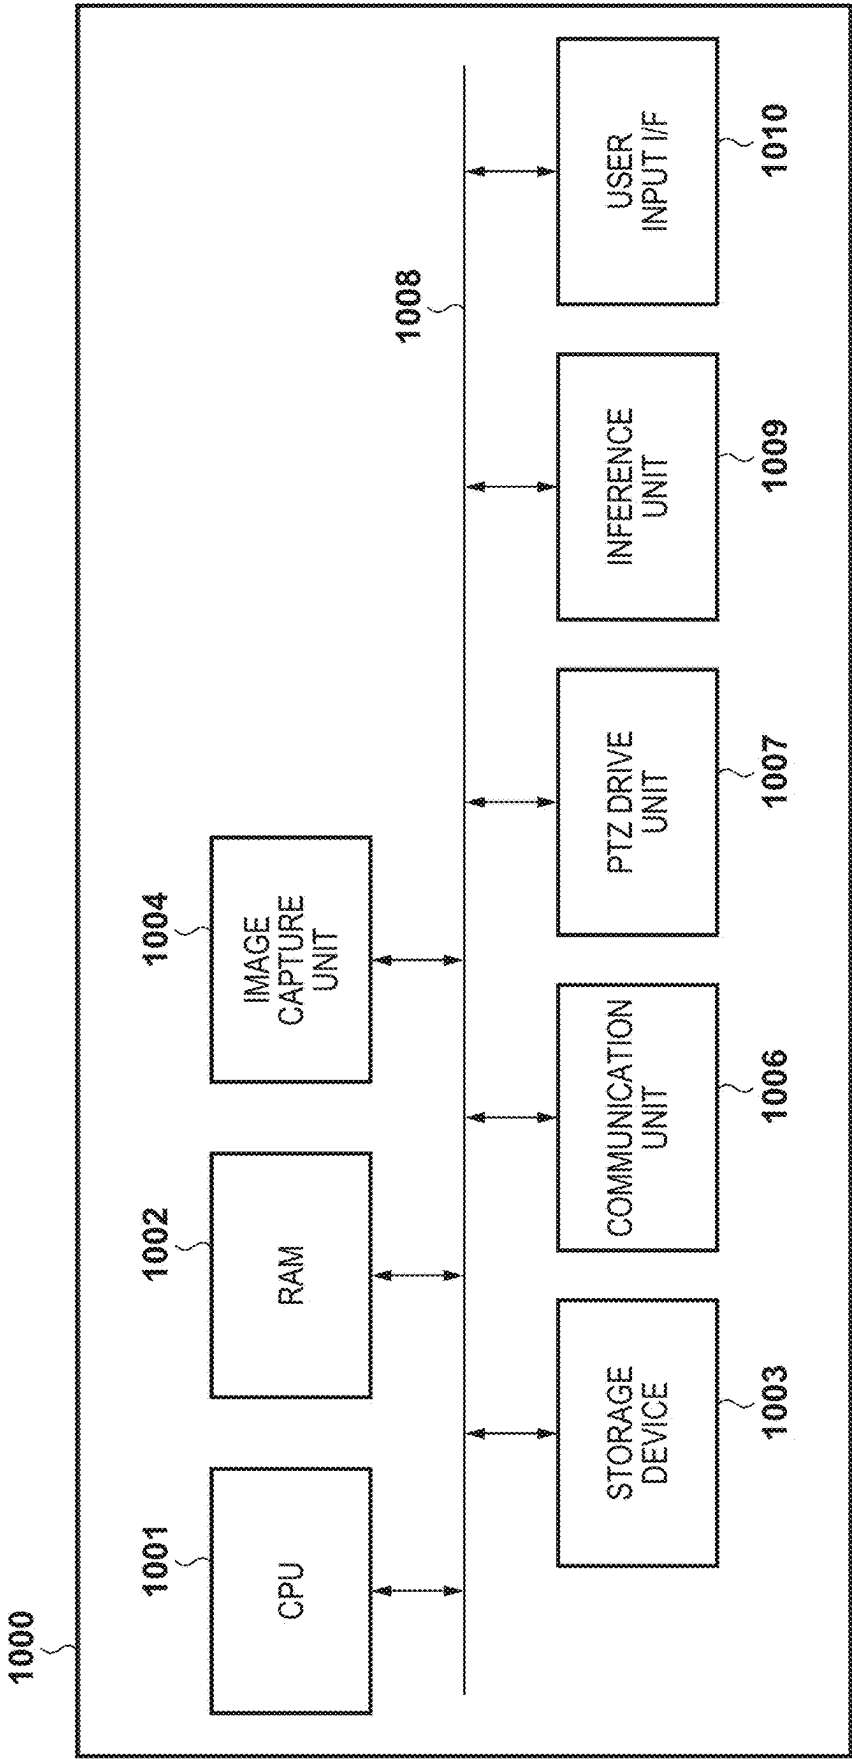 1000
1001
CPU
1002
RAM
1004
IMAGE
CAPTURE
UNIT
1008
STORAGE
DEVICE
1003
COMMUNICATION
UNIT
1006
PTZ DRIVE
UNIT
1007
INFERENCE
UNIT
1009
USER
INPUT I/F
1010